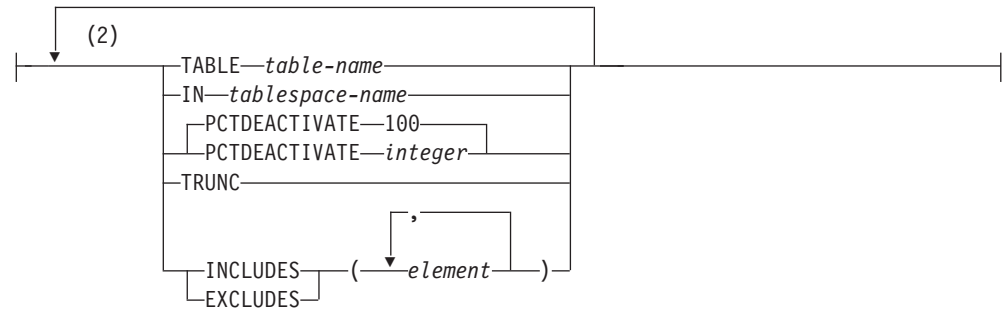 (2)
TABLE table-name
IN tablespace-name
PCTDEACTIVATE 100
PCTDEACTIVATE integer
TRUNC
,
INCLUDES ( element )
EXCLUDES